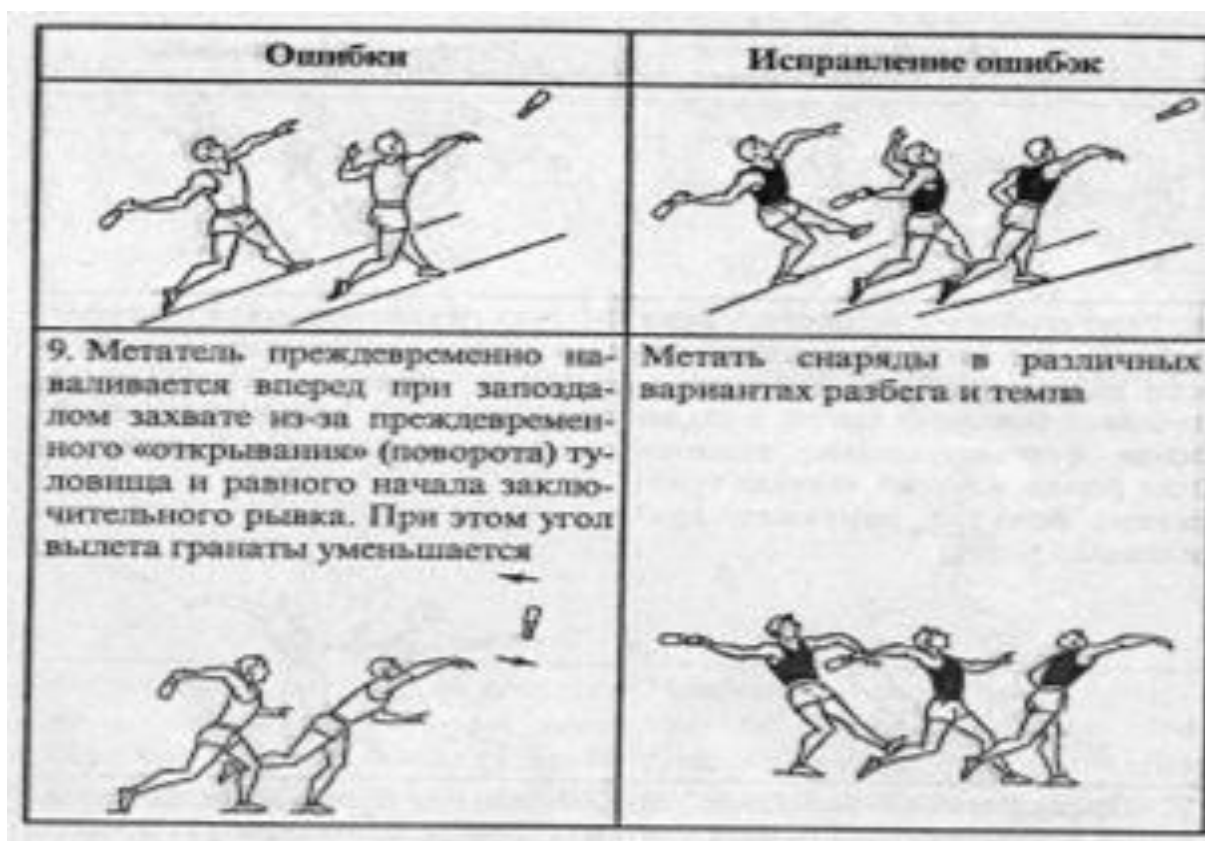 Ошибки
Исправление ошибэк
9. Метатель преждевременно на-
валивается вперед при запозда-
лом захвате из-за преждевремен-
ного «открывания» (поворота) ту-
ловища и равного начала заклю-
чительного рывка. При этом угол
вылета гранаты уменьшается
Метать снаряды в различных
вариантах разбега и темпа